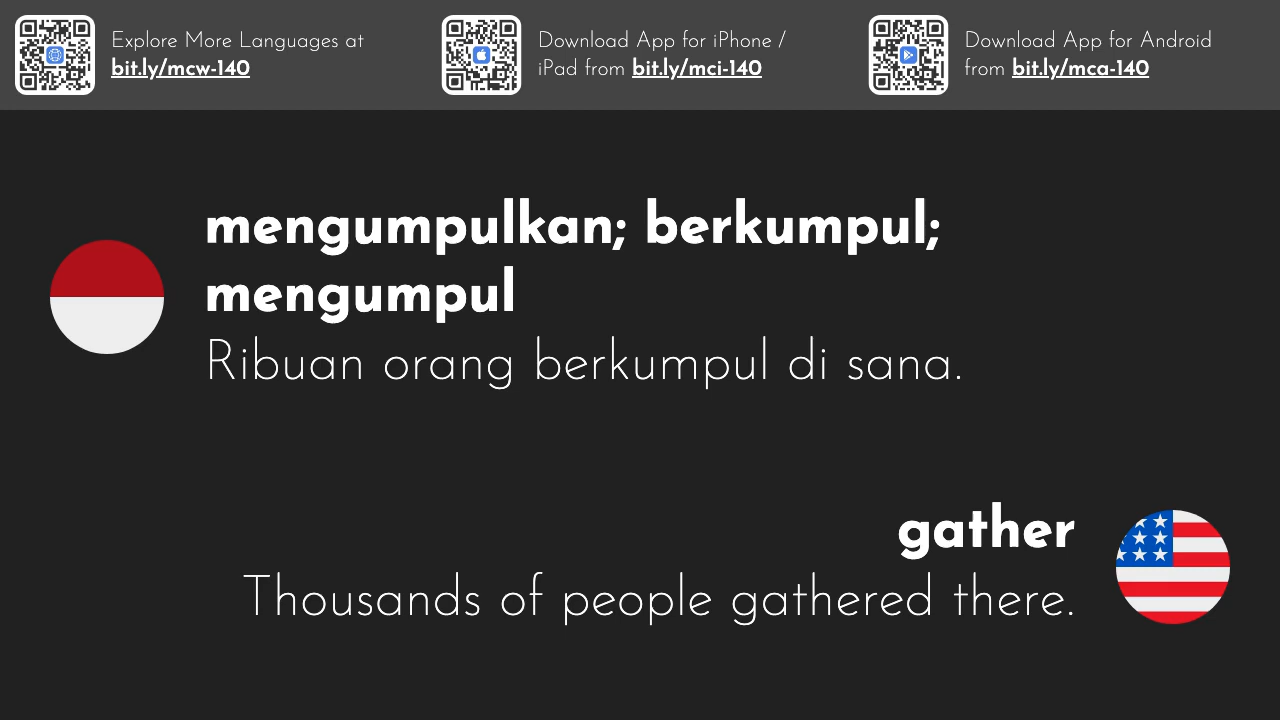 Explore More Languages at
bit.ly/mcw-140
Download App for iPhone /
iPad from bit.ly/mci-140
Download App for Android
from bit.ly/mca-140
mengumpulkan; berkumpul;
mengumpul
Ribuan orang berkumpul di sana.
gather
Thousands of people gathered there.